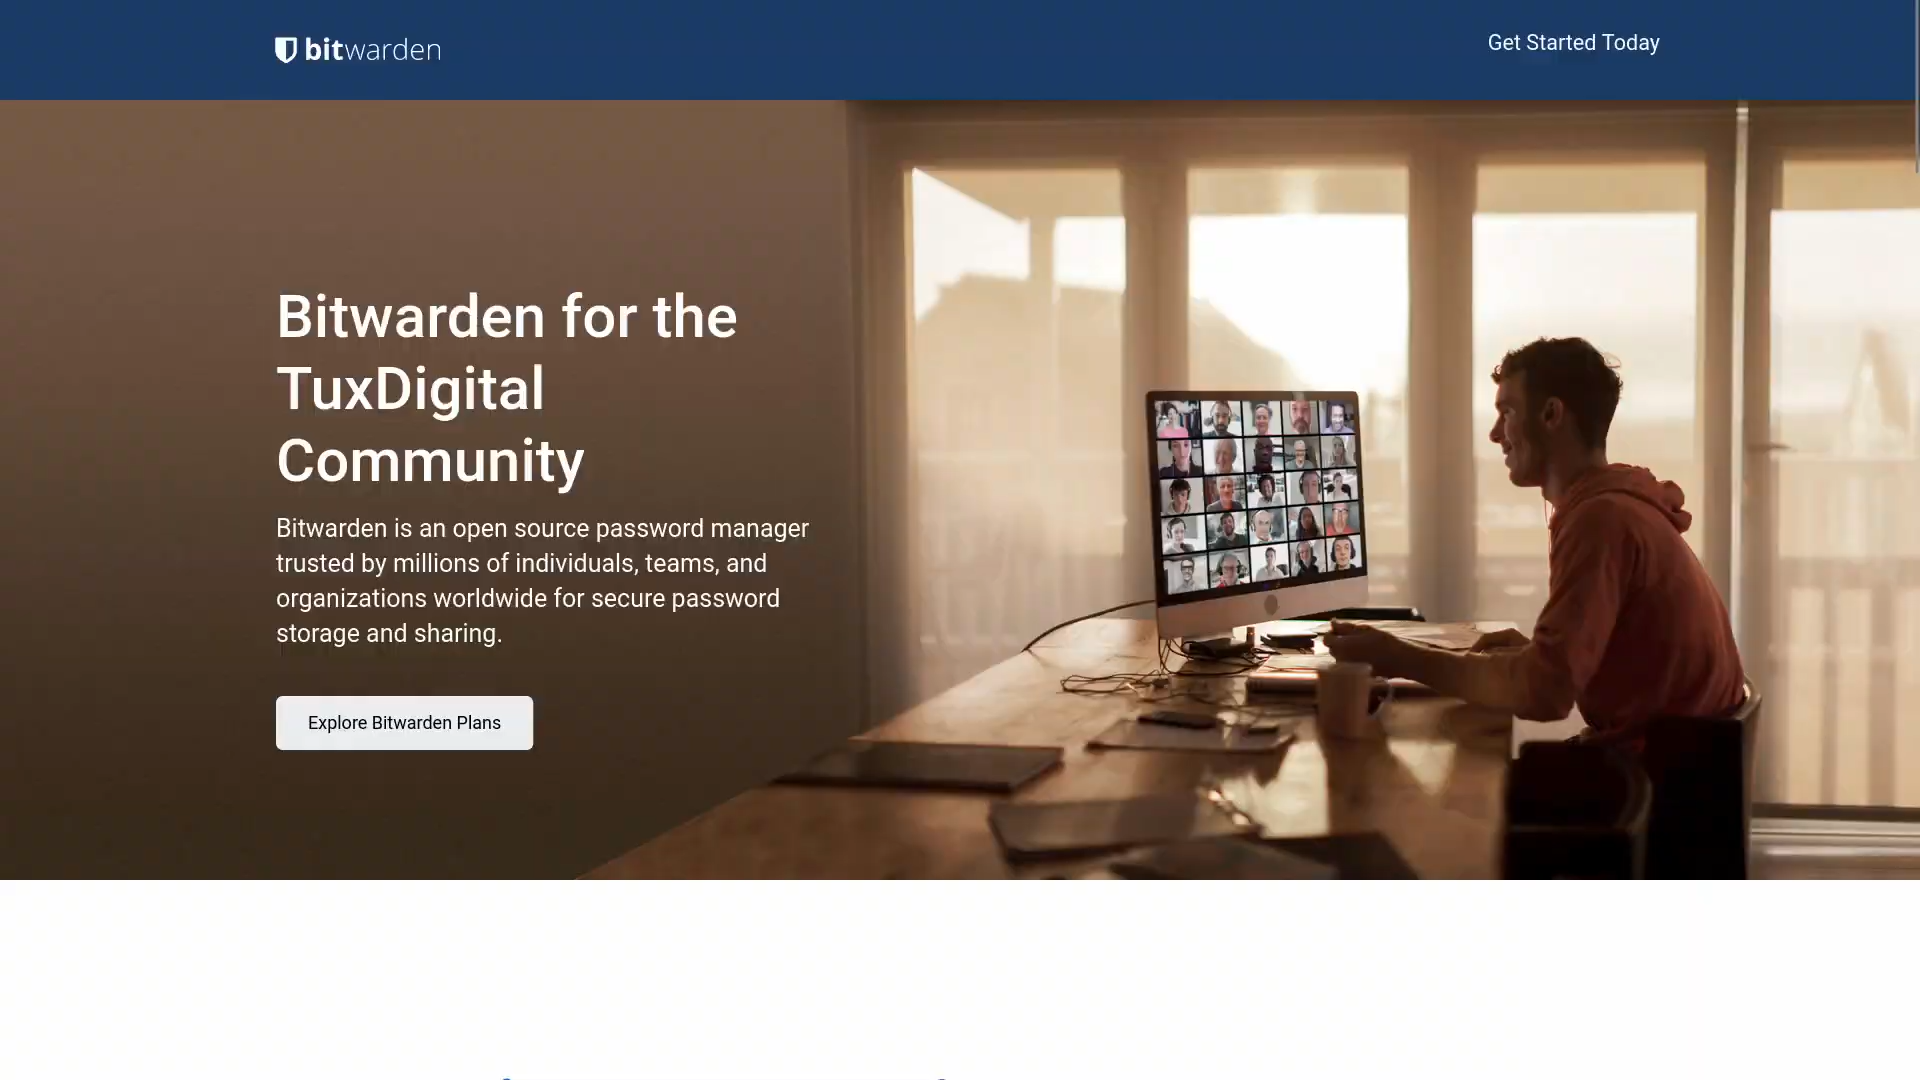 bitwarden
Get Started Today
Bitwarden for the
TuxDigital
Community
Bitwarden is an open source password manager
trusted by millions of individuals, teams, and
organizations worldwide for secure password
storage and sharing.
Explore Bitwarden Plans